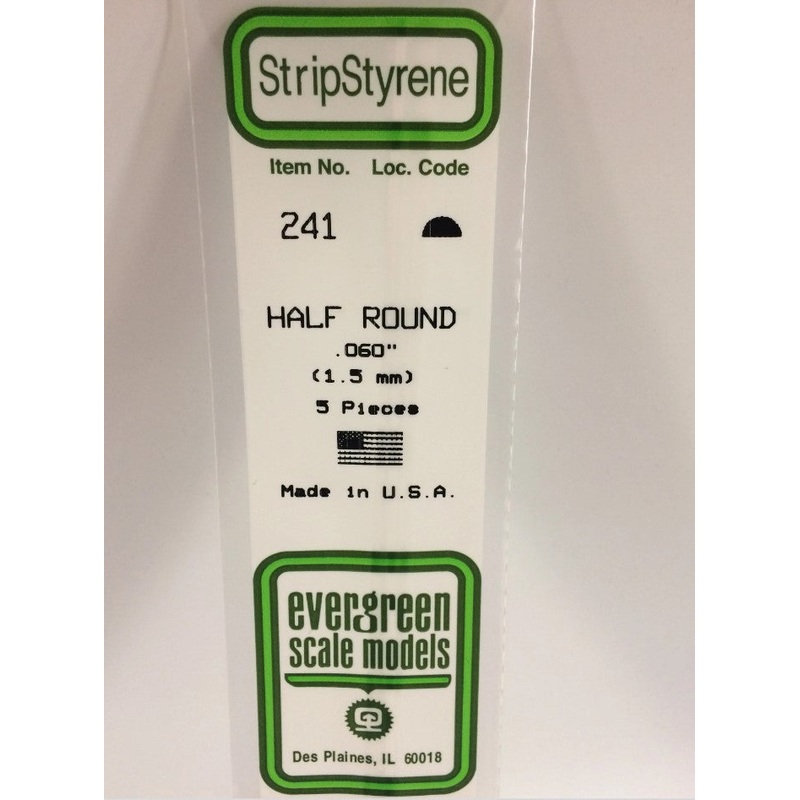 StripStyrene
Item No. Loc. Code
241
HALF ROUND
.060"
(1.5 mm)
5 Pieces
Made in U.S.A.
evergreen
scale models
Des Plaines, IL 60018